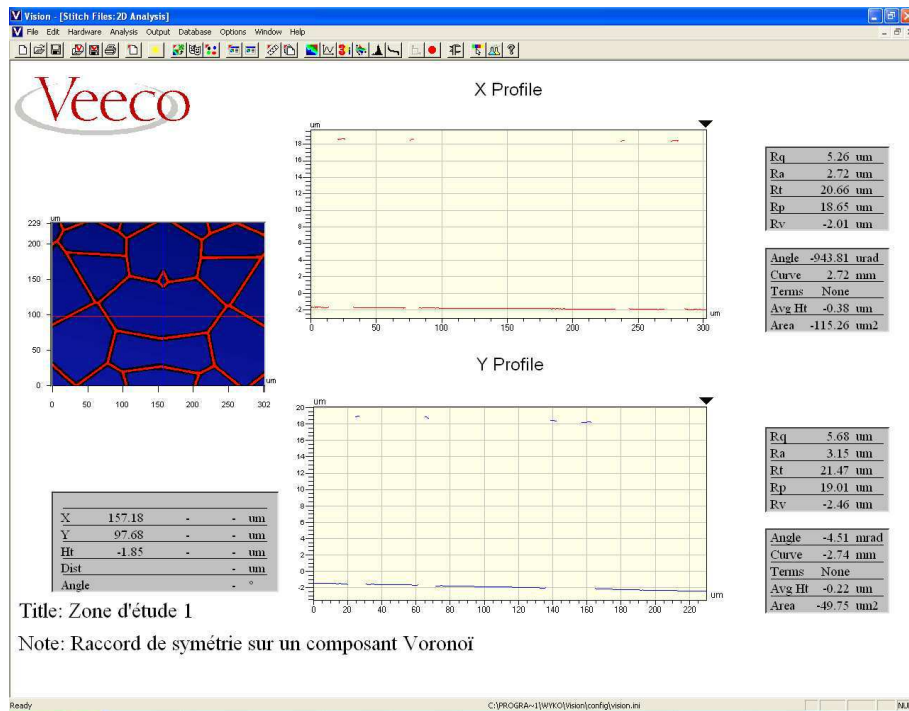 Vision - [Stitch Files:2D Analysis]
File Edit Hardware Analysis Output Database Options Window Help
Veeco
X Profile
um
18
16
14
12
10
8
6
4
2
0
-2
0 50 100 150 200 250 300
um
Rq 5.26 um
Ra 2.72 um
Rt 20.66 um
Rp 18.65 um
Rv -2.01 um
Angle -943.81 urad
Curve 2.72 mm
Terms None
Avg Ht -0.38 um
Area -115.26 um2
um
229
200
150
100
50
0
um
0 50 100 150 200 250 302
Y Profile
um
20
18
16
14
12
10
8
6
4
2
0
-2
0 20 40 60 80 100 120 140 160 180 200 220
um
Rq 5.68 um
Ra 3.15 um
Rt 21.47 um
Rp 19.01 um
Rv -2.46 um
Angle -4.51 mrad
Curve -2.74 mm
Terms None
Avg Ht -0.22 um
Area -49.75 um2
X 157.18 - - um
Y 97.68 - - um
Ht -1.85 - - um
Dist - um
Angle - °
Title: Zone d'étude 1
Note: Raccord de symétrie sur un composant Voronoï
Ready
C:\PROGRA~1\WYKO\Vision\config\vision.ini
NU